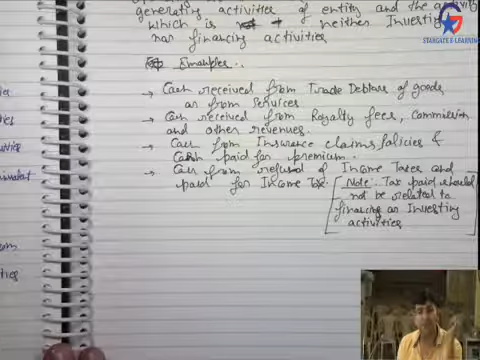 generating activities of entity and the activity
which is neither Investing
nor financing activities
Examples:-
→ Cash received from Trade Debtors of goods
or from services
→ Cash received from Royalty fees, Commission
and other revenues.
→ Cash from Insurance claims, Policies &
Cash paid for premium.
→ Cash from refusal of Income Taxes and
paid for Income Tax. [Note: Tax paid should
not be related to
financing or Investing
activities]
STARGATE E-LEARNING